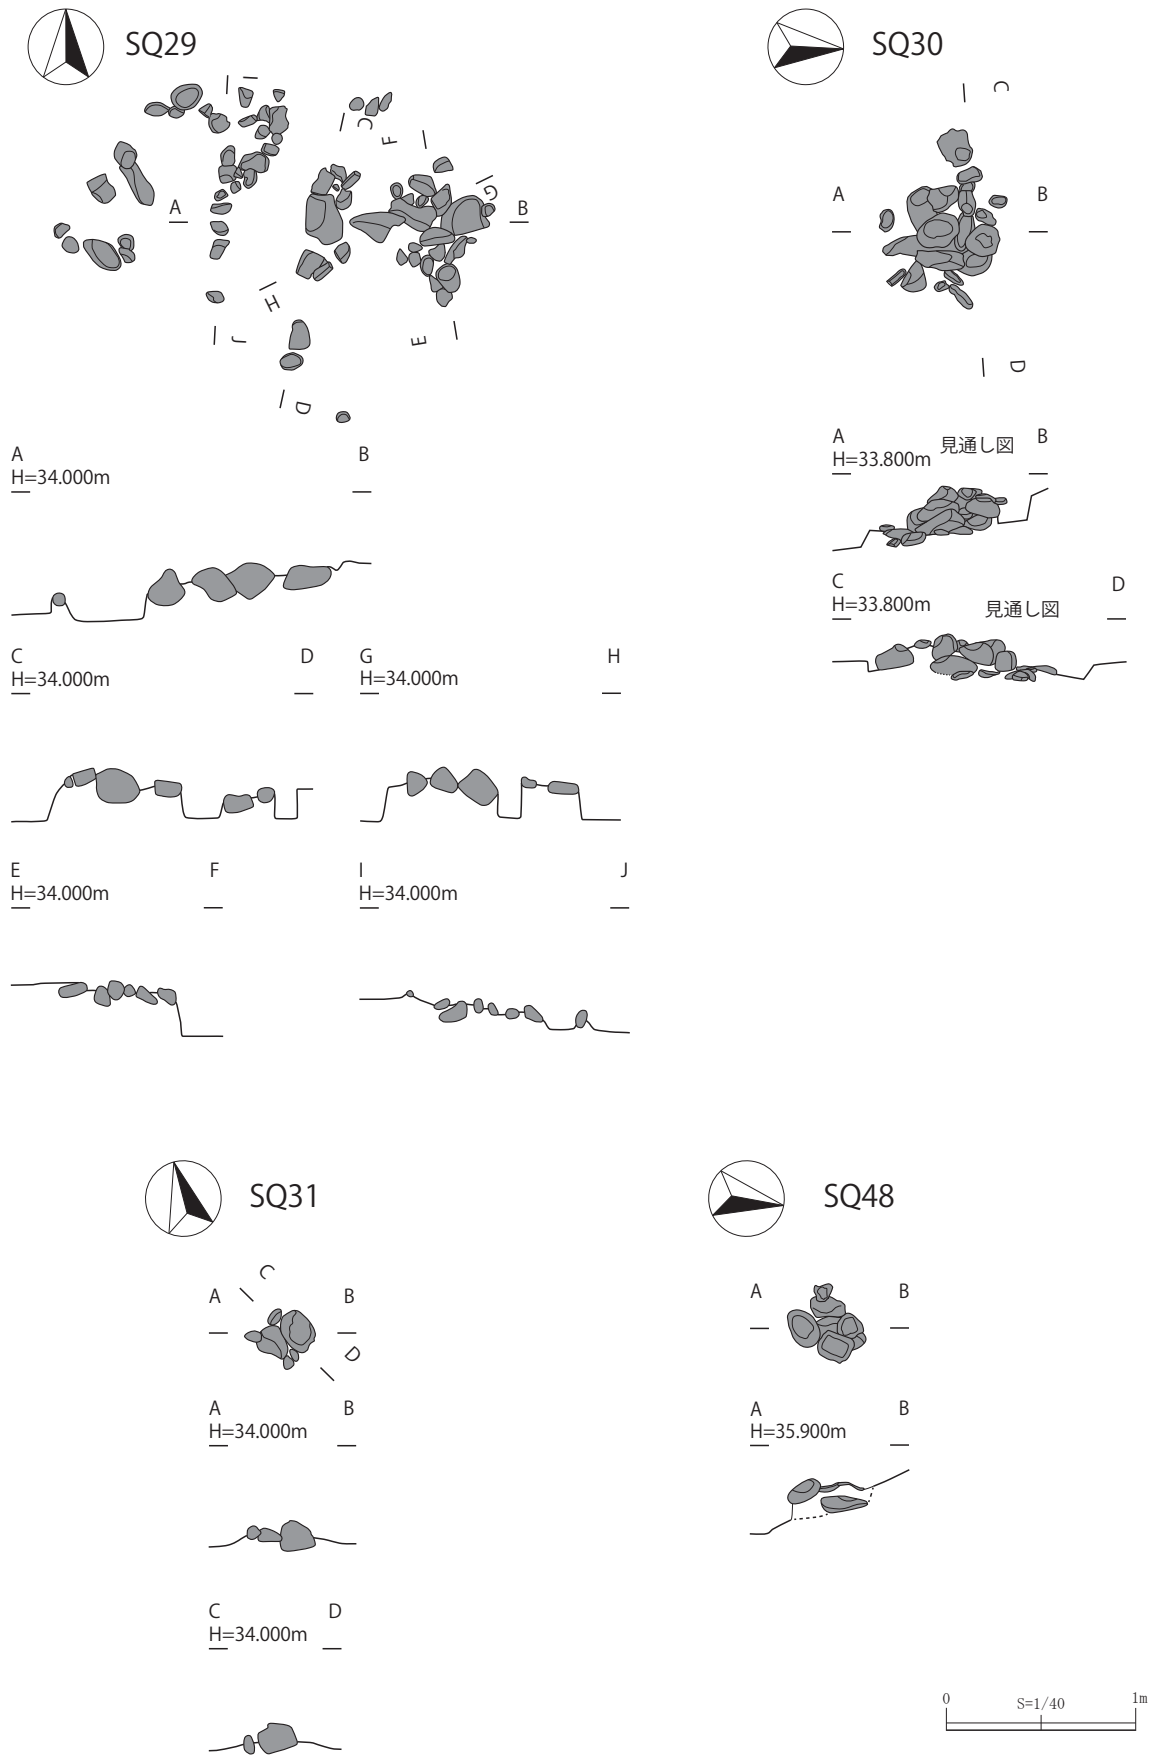 SQ29
I
C
F
G
A
B
H
J
E
D
A
B
H=34.000m
C
D
H=34.000m
G
H
H=34.000m
E
F
H=34.000m
I
J
H=34.000m
SQ30
C
A
B
D
A
見通し図
B
H=33.800m
C
D
H=33.800m
見通し図
SQ31
C
A
B
D
A
B
H=34.000m
C
D
H=34.000m
SQ48
A
B
A
B
H=35.900m
0
S=1/40
1m